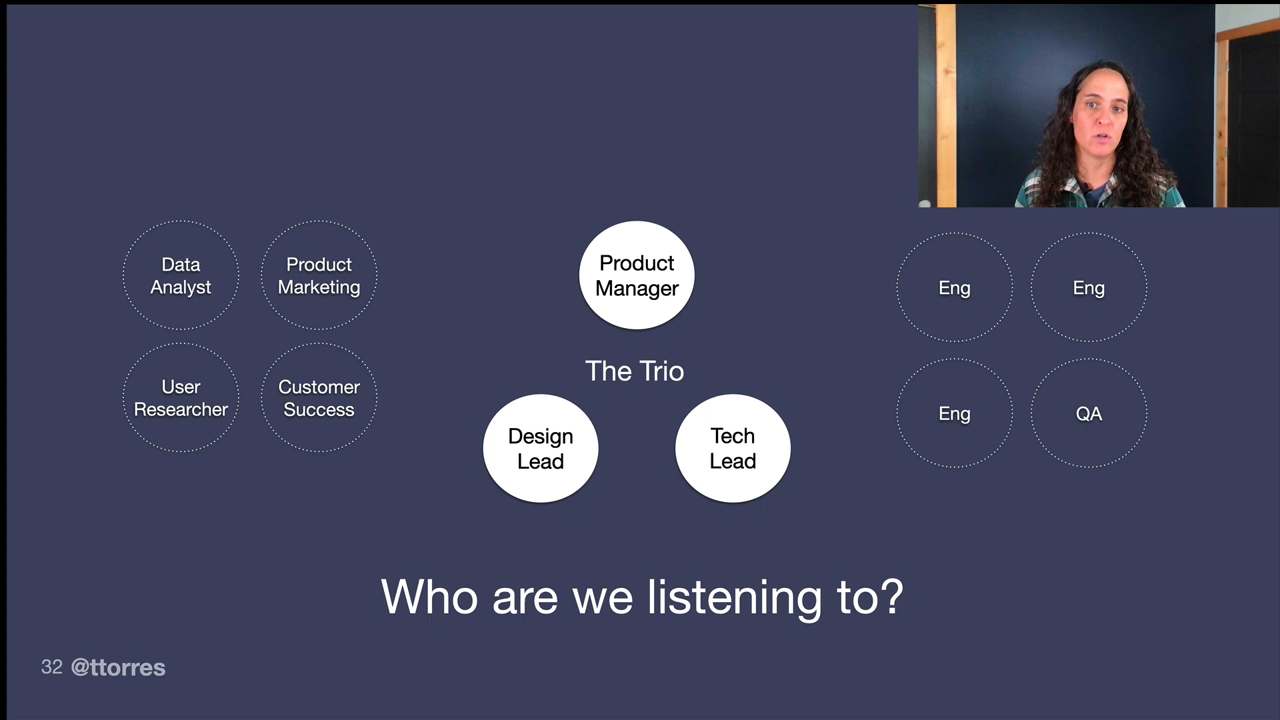 Data
Analyst
Product
Marketing
User
Researcher
Customer
Success
Product
Manager
The Trio
Design
Lead
Tech
Lead
Eng
Eng
Eng
QA
Who are we listening to?
32 @ttorres